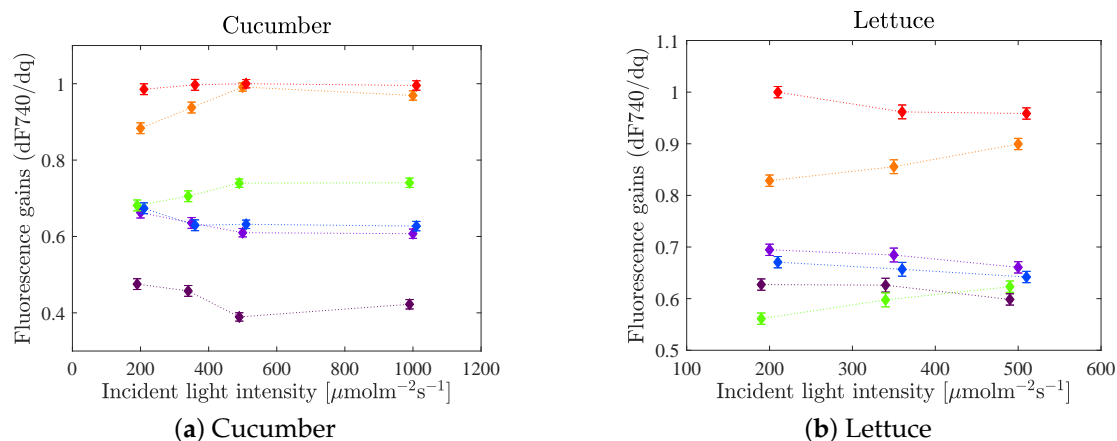 Cucumber
Fluorescence gains (dF740/dq)
1
0.8
0.6
0.4
0 200 400 600 800 1000 1200
Incident light intensity [μmolm⁻²s⁻¹]
(a) Cucumber
Lettuce
Fluorescence gains (dF740/dq)
1.1
1
0.9
0.8
0.7
0.6
0.5
100 200 300 400 500 600
Incident light intensity [μmolm⁻²s⁻¹]
(b) Lettuce